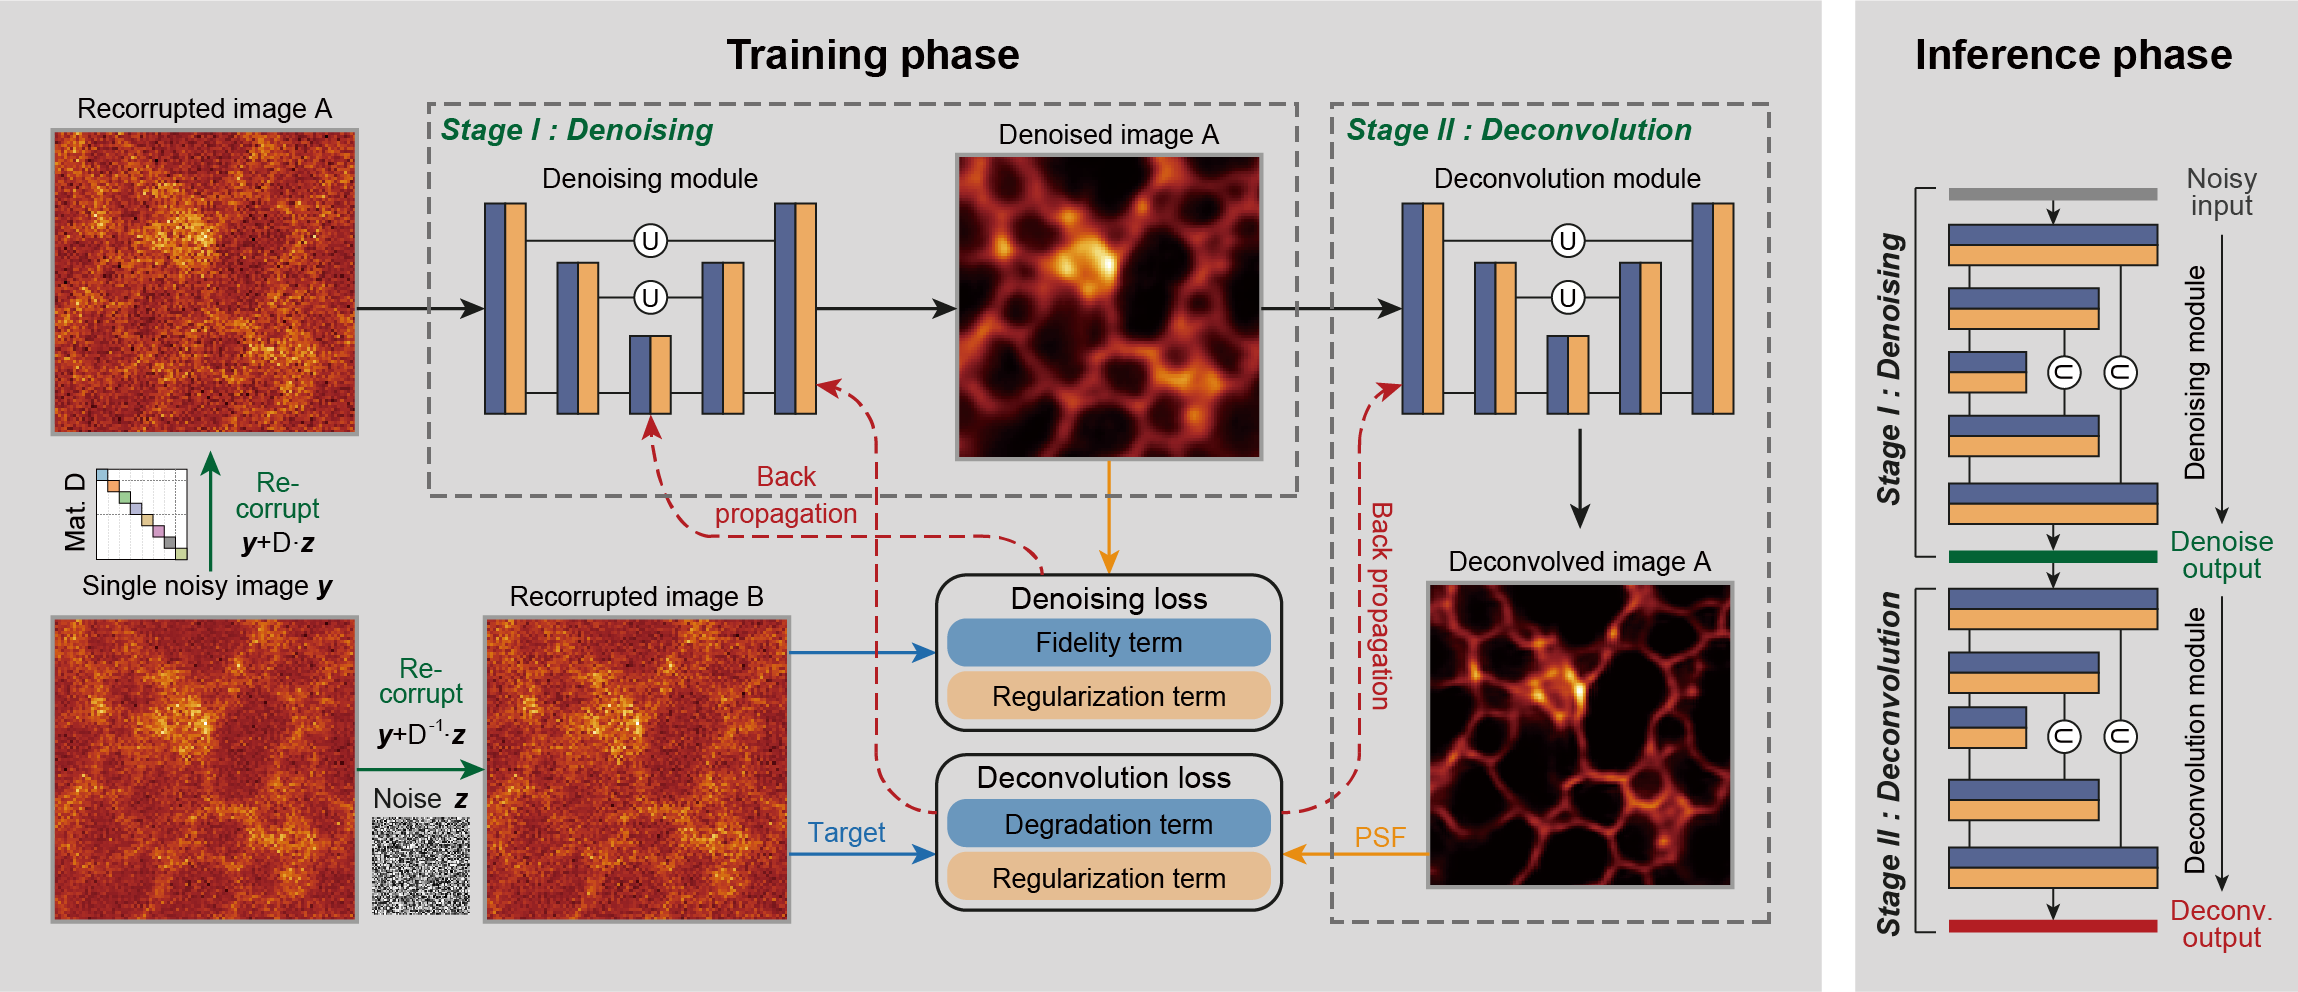 Training phase
Recorrupted image A
Stage I : Denoising
Denoising module
U
U
Denoised image A
Stage II : Deconvolution
Deconvolution module
U
U
Mat. D
Re-
corrupt
y+D·z
Single noisy image y
Back
propagation
Back propagation
Re-
corrupt
y+D⁻¹·z
Noise z
Recorrupted image B
Target
Denoising loss
Fidelity term
Regularization term
Deconvolution loss
Degradation term
Regularization term
PSF
Deconvolved image A
Inference phase
Stage I : Denoising
Noisy
input
Denoising module
U
U
Denoise
output
Stage II : Deconvolution
Deconvolution module
U
U
Deconv.
output